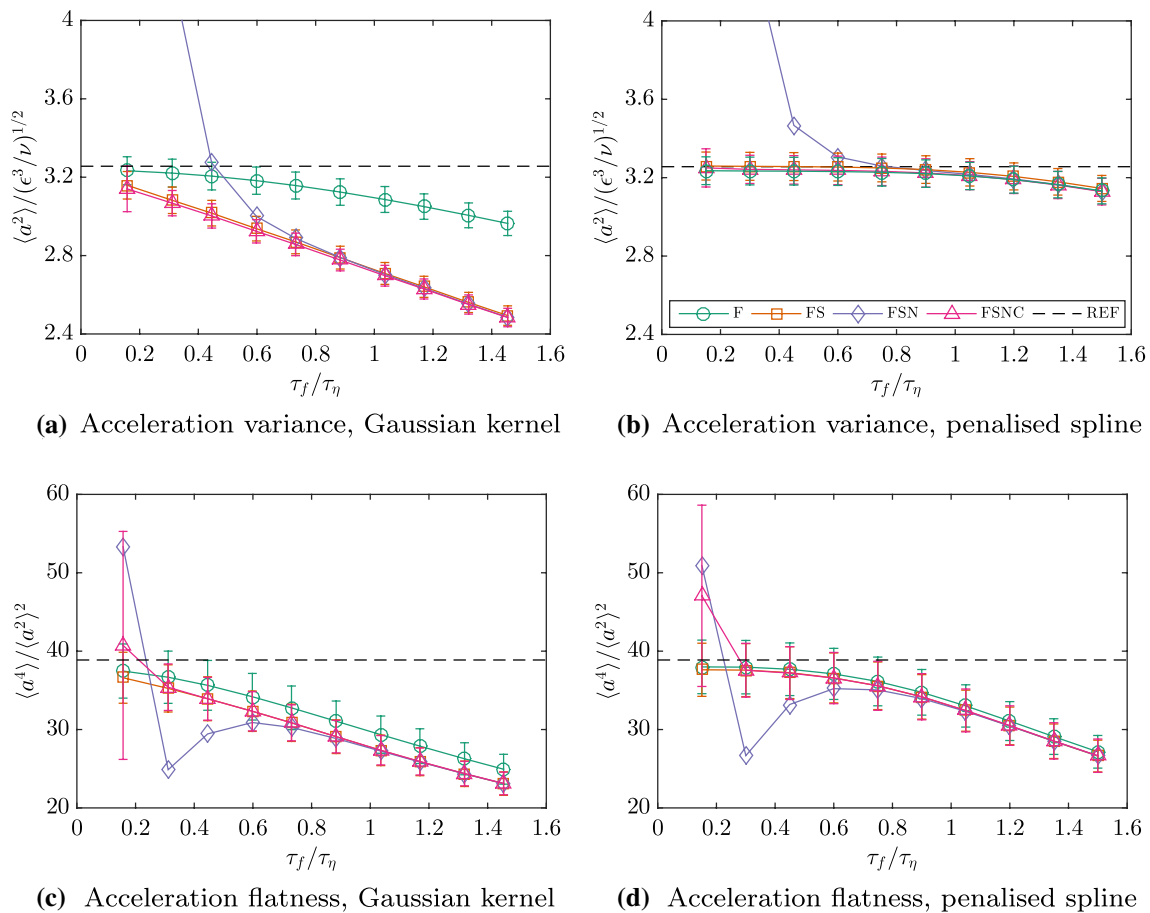 4
3.6
3.2
2.8
2.4
⟨a²⟩/(ϵ³/ν)^{1/2}
0 0.2 0.4 0.6 0.8 1 1.2 1.4 1.6
τ_f/τ_η
(a) Acceleration variance, Gaussian kernel
4
3.6
3.2
2.8
2.4
⟨a²⟩/(ϵ³/ν)^{1/2}
F FS FSN FSNC REF
0 0.2 0.4 0.6 0.8 1 1.2 1.4 1.6
τ_f/τ_η
(b) Acceleration variance, penalised spline
60
50
40
30
20
⟨a⁴⟩/⟨a²⟩²
0 0.2 0.4 0.6 0.8 1 1.2 1.4 1.6
τ_f/τ_η
(c) Acceleration flatness, Gaussian kernel
60
50
40
30
20
⟨a⁴⟩/⟨a²⟩²
0 0.2 0.4 0.6 0.8 1 1.2 1.4 1.6
τ_f/τ_η
(d) Acceleration flatness, penalised spline